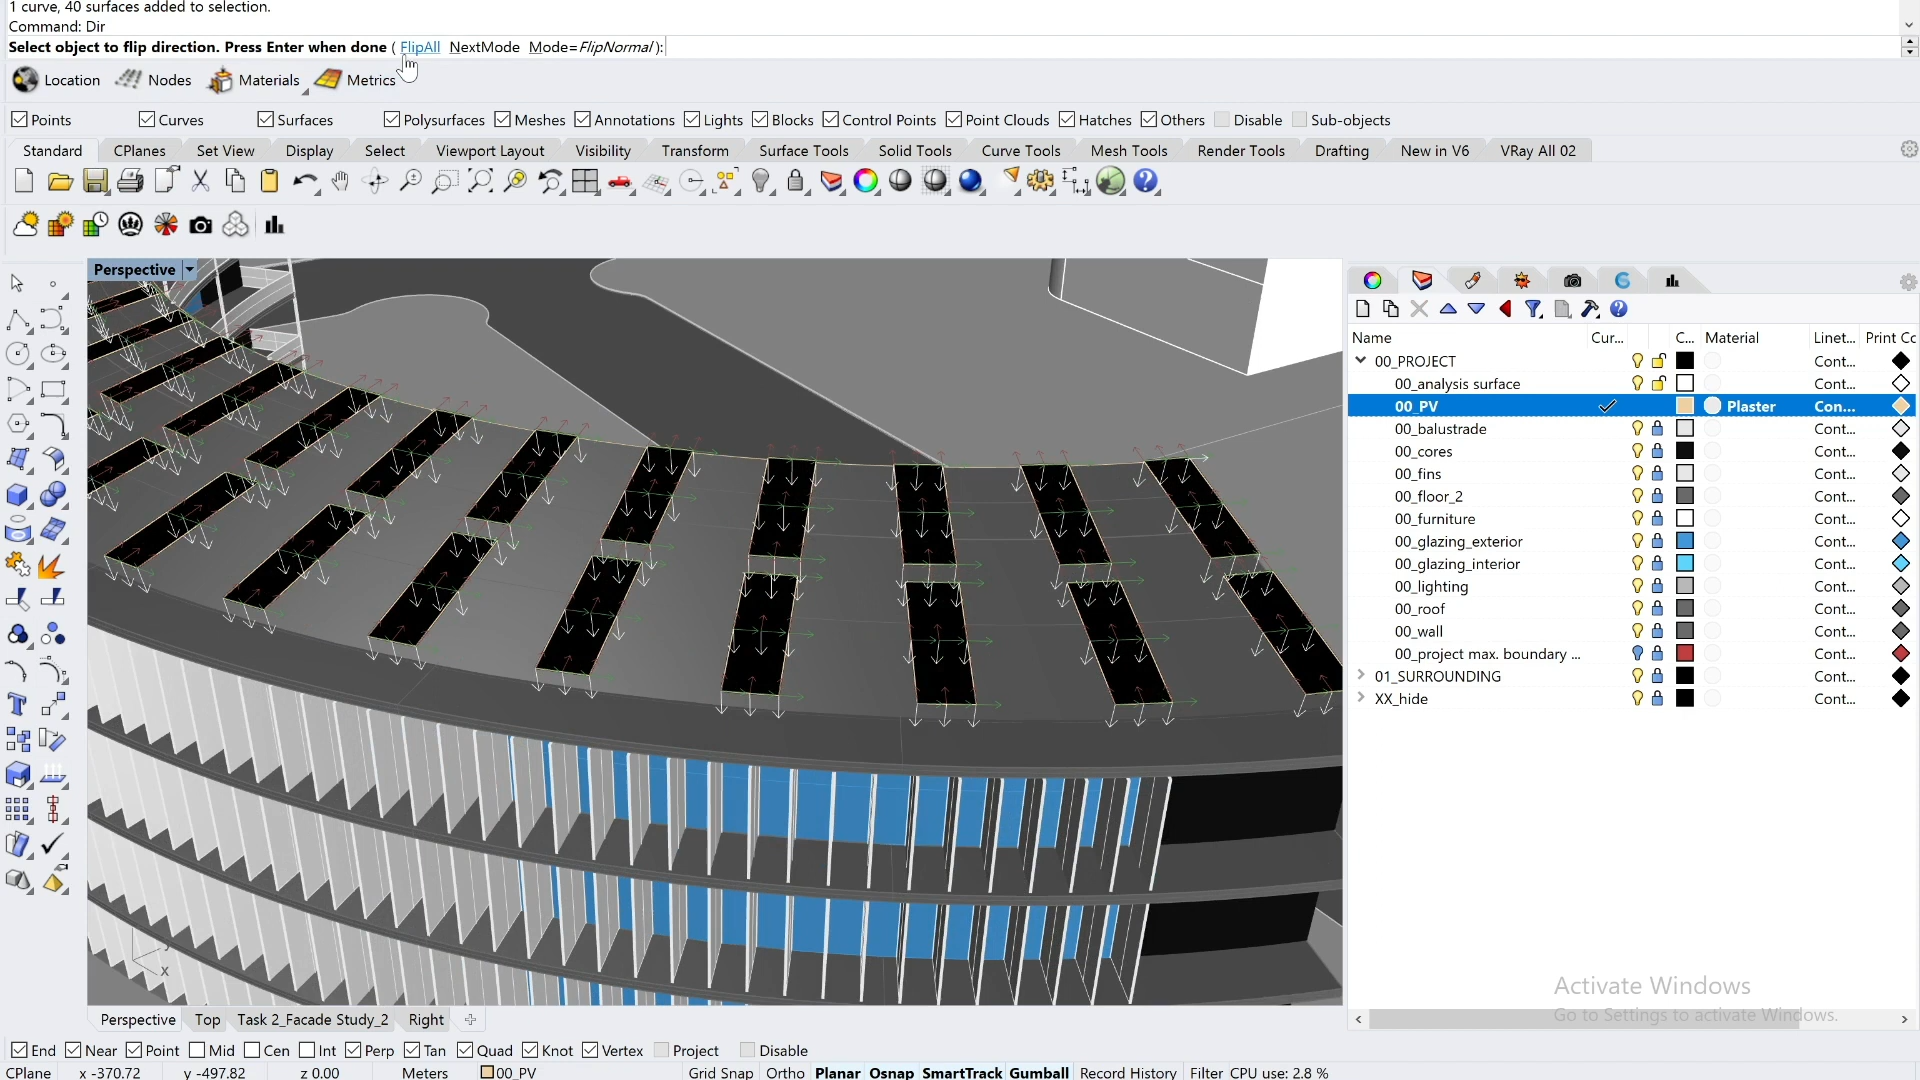 1 curve, 40 surfaces added to selection.
Command: Dir
Select object to flip direction. Press Enter when done ( FlipAll NextMode Mode=FlipNormal ):
Location Nodes Materials Metrics
Points Curves Surfaces Polysurfaces Meshes Annotations Lights Blocks Control Points Point Clouds Hatches Others Disable Sub-objects
Standard CPlanes Set View Display Select Viewport Layout Visibility Transform Surface Tools Solid Tools Curve Tools Mesh Tools Render Tools Drafting New in V6 VRay All 02
Perspective
Name Cur... C... Material Linet... Print Cc
00_PROJECT Cont...
00_analysis surface Cont...
00_PV Plaster Con...
00_balustrade Cont...
00_cores Cont...
00_fins Cont...
00_floor_2 Cont...
00_furniture Cont...
00_glazing_exterior Cont...
00_glazing_interior Cont...
00_lighting Cont...
00_roof Cont...
00_wall Cont...
00_project max. boundary ... Cont...
01_SURROUNDING Cont...
XX_hide Cont...
x
Activate Windows
Go to Settings to activate Windows.
Perspective Top Task 2_Facade Study_2 Right
End Near Point Mid Cen Int Perp Tan Quad Knot Vertex Project Disable
CPlane x -370.72 y -497.82 z 0.00 Meters 00_PV Grid Snap Ortho Planar Osnap SmartTrack Gumball Record History Filter CPU use: 2.8 %